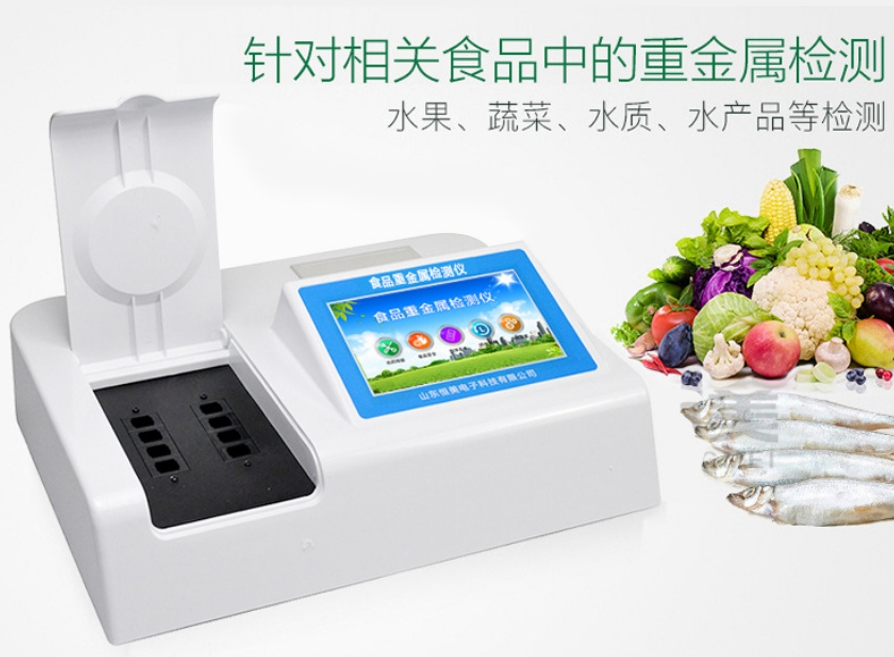 针对相关食品中的重金属检测
水果、蔬菜、水质、水产品等检测
食品重金属检测仪
食品重金属检测仪
山东恒美电子科技有限公司